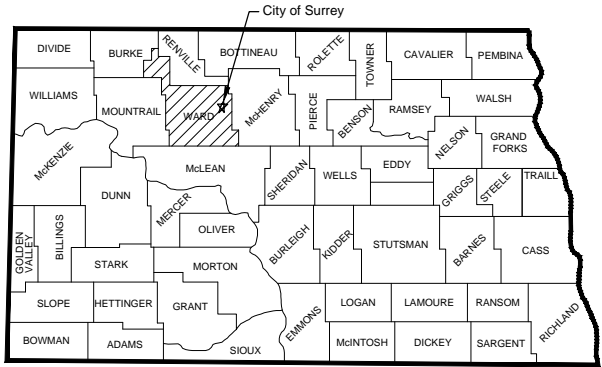 City of Surrey
DIVIDE
BURKE
RENVILLE
BOTTINEAU
ROLETTE
TOWNER
CAVALIER
PEMBINA
WILLIAMS
MOUNTRAIL
WARD
McHENRY
PIERCE
BENSON
RAMSEY
WALSH
NELSON
GRAND
FORKS
McKENZIE
DUNN
McLEAN
MERCER
SHERIDAN
WELLS
EDDY
GRIGGS
STEELE
TRAILL
GOLDEN
VALLEY
BILLINGS
STARK
OLIVER
MORTON
BURLEIGH
KIDDER
STUTSMAN
BARNES
CASS
SLOPE
HETTINGER
GRANT
EMMONS
LOGAN
LAMOURE
RANSOM
RICHLAND
BOWMAN
ADAMS
SIOUX
McINTOSH
DICKEY
SARGENT